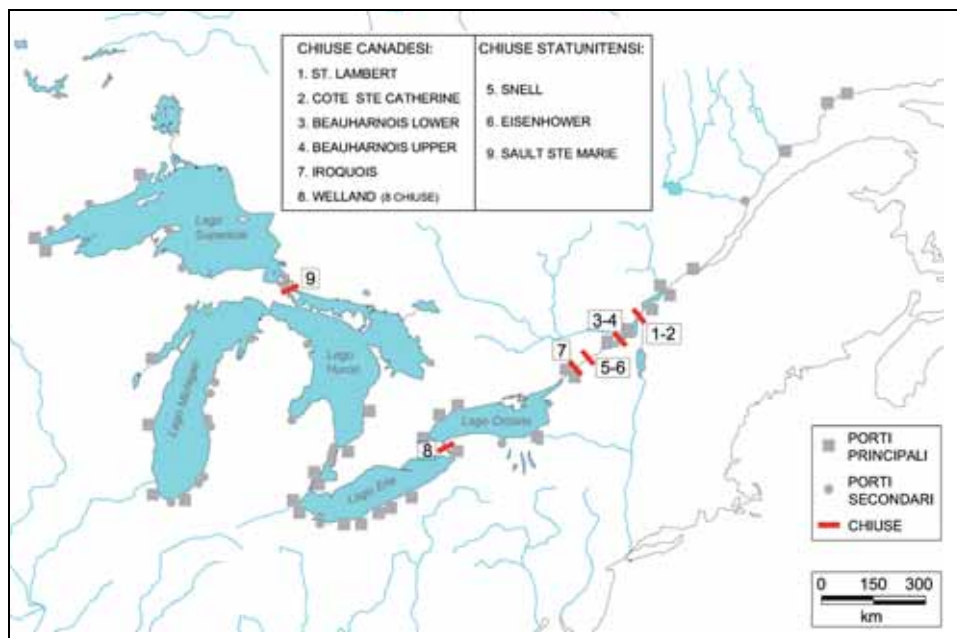 CHIUSE CANADESI:
1. ST. LAMBERT
2. COTE STE CATHERINE
3. BEAUHARNOIS LOWER
4. BEAUHARNOIS UPPER
7. IROQUOIS
8. WELLAND (8 CHIUSE)
CHIUSE STATUNITENSI:
5. SNELL
6. EISENHOWER
9. SAULT STE MARIE
Lago
Superiore
9
3-4
1-2
7
5-6
Lago
Huron
Lago Michigan
Lago Ontario
8
Lago Erie
PORTI
PRINCIPALI
PORTI
SECONDARI
CHIUSE
0 150 300
km